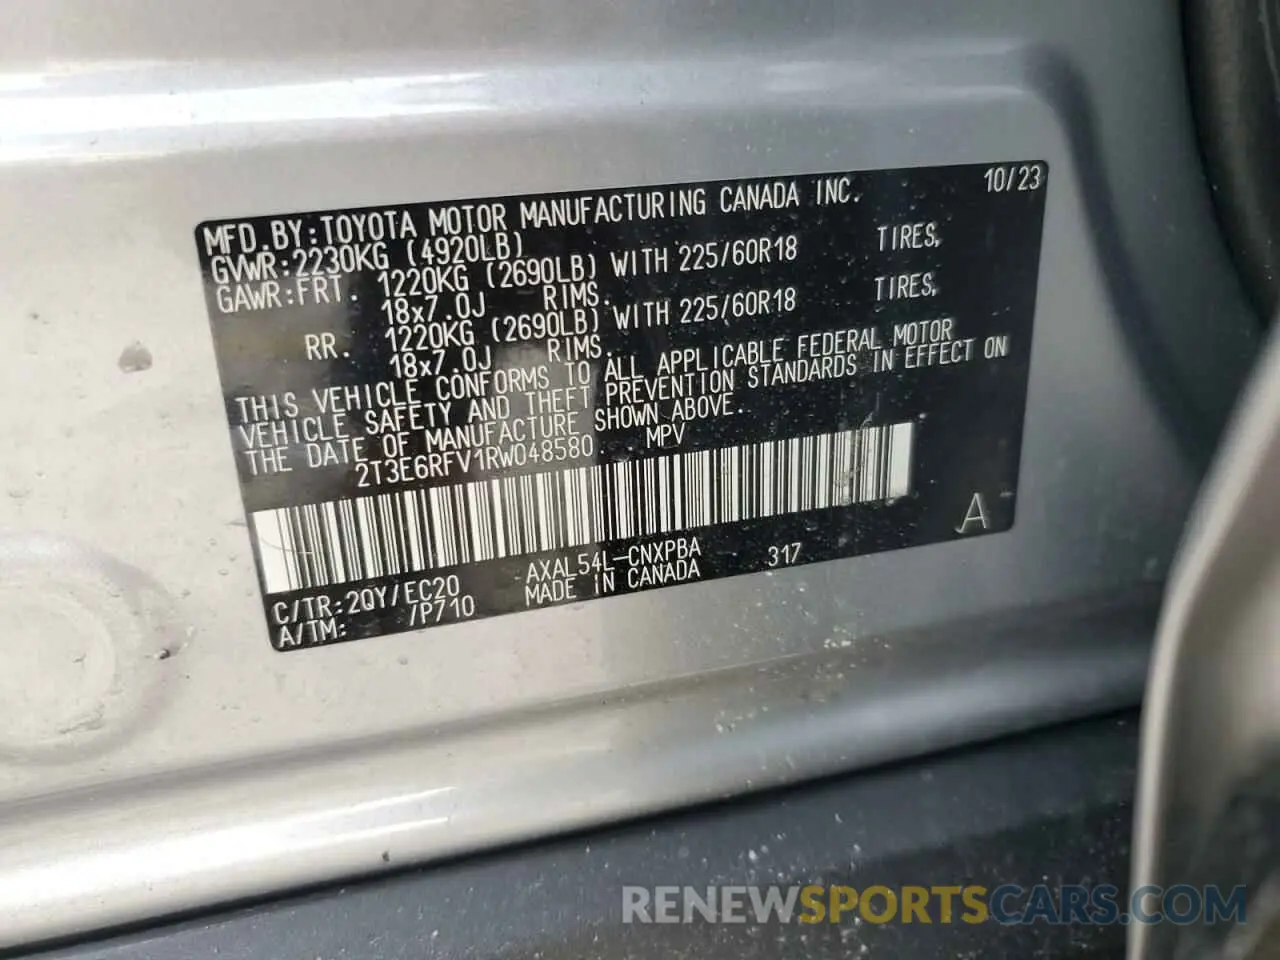 MFD.BY:TOYOTA MOTOR MANUFACTURING CANADA INC. 10/23
GVWR:2230KG (4920LB)
GAWR:FRT. 1220KG (2690LB) WITH 225/60R18 TIRES,
18x7.0J RIMS.
RR. 1220KG (2690LB) WITH 225/60R18 TIRES,
18x7.0J RIMS.
THIS VEHICLE CONFORMS TO ALL APPLICABLE FEDERAL MOTOR
VEHICLE SAFETY AND THEFT PREVENTION STANDARDS IN EFFECT ON
THE DATE OF MANUFACTURE SHOWN ABOVE.
2T3E6RFV1RW048580 MPV
A
C/TR:2QY/EC20 AXAL54L-CNXPBA 317
A/TM: /P710 MADE IN CANADA
RENEWSPORTSCARS.COM